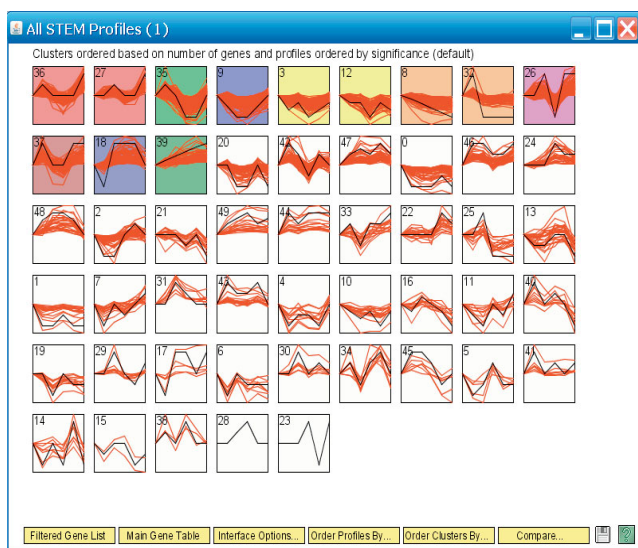 All STEM Profiles (1)
Clusters ordered based on number of genes and profiles ordered by significance (default)
36 27 35 9 3 12 8 32 26
37 18 39 20 42 47 0 46 24
48 2 21 49 44 33 22 25 13
1 7 31 43 4 10 16 11 40
19 29 17 6 30 34 45 5 41
14 15 38 28 23
Filtered Gene List Main Gene Table Interface Options... Order Profiles By... Order Clusters By... Compare... ?